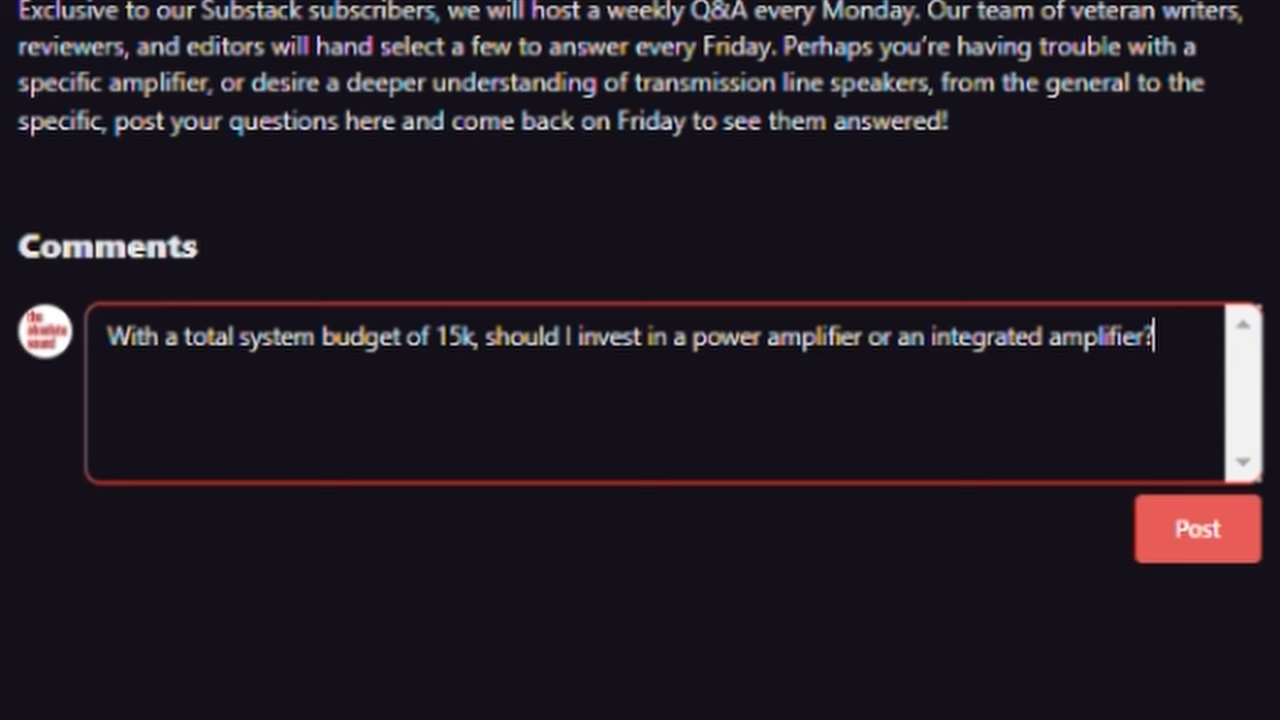 Exclusive to our Substack subscribers, we will host a weekly Q&A every Monday. Our team of veteran writers,
reviewers, and editors will hand select a few to answer every Friday. Perhaps you're having trouble with a
specific amplifier, or desire a deeper understanding of transmission line speakers, from the general to the
specific, post your questions here and come back on Friday to see them answered!
Comments
the
absolute
sound
With a total system budget of 15k, should I invest in a power amplifier or an integrated amplifier?
Post